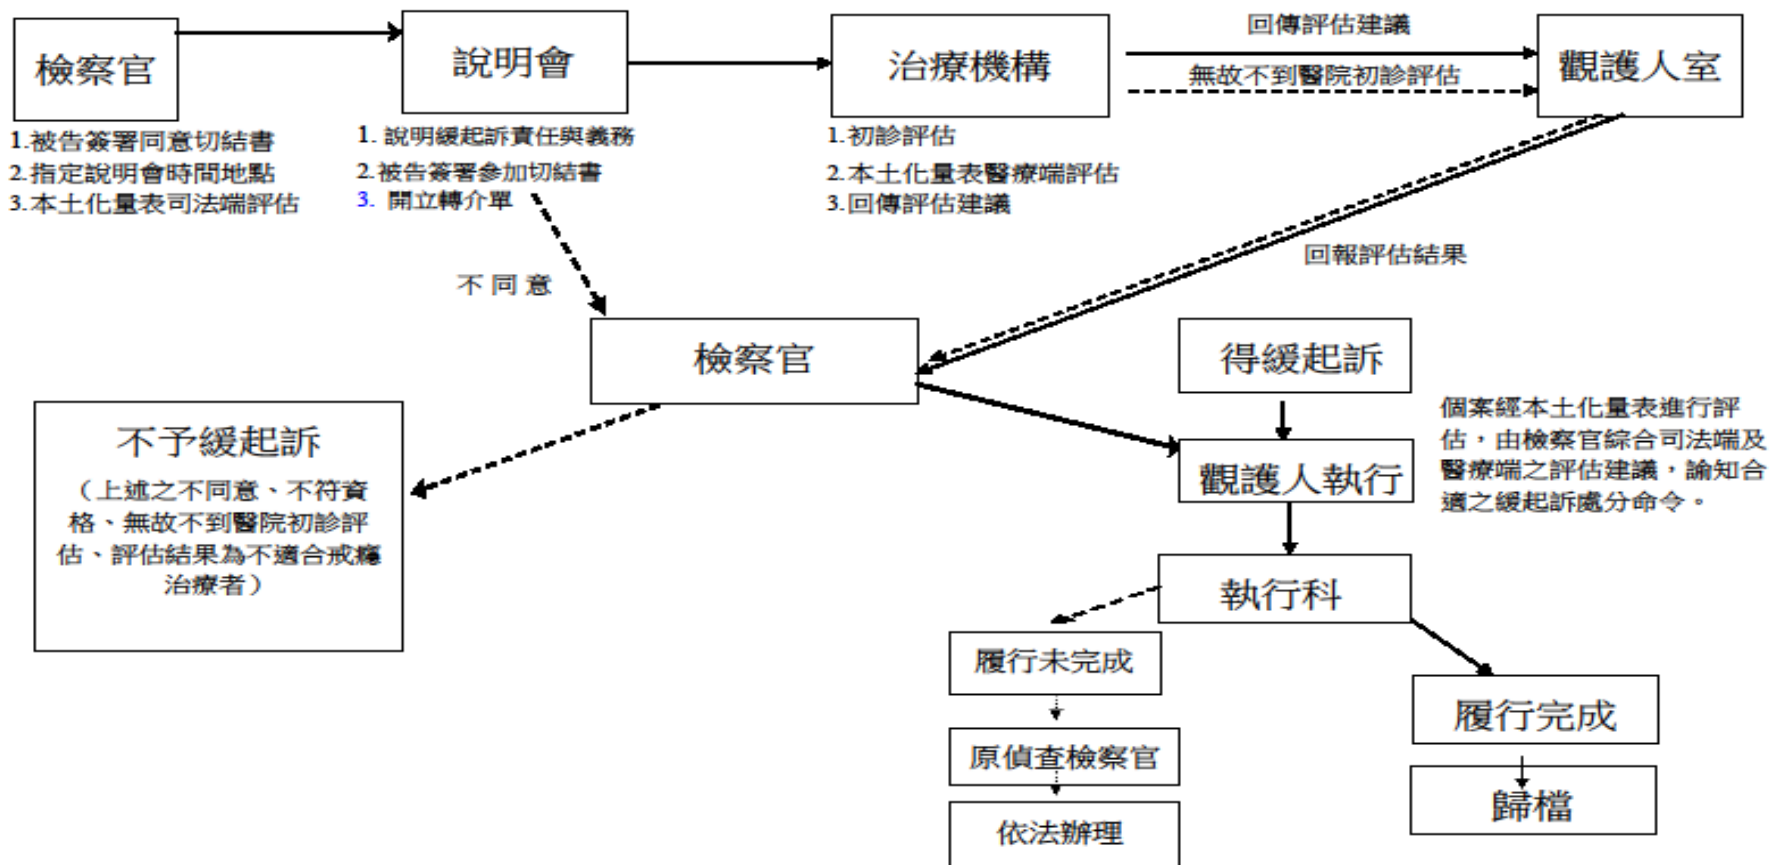 檢察官
1.被告簽署同意切結書
2.指定說明會時間地點
3.本土化量表司法端評估
說明會
1. 說明緩起訴責任與義務
2.被告簽署參加切結書
3. 開立轉介單
治療機構
1.初診評估
2.本土化量表醫療端評估
3.回傳評估建議
回傳評估建議
無故不到醫院初診評估
觀護人室
不同意
回報評估結果
檢察官
不予緩起訴
（上述之不同意、不符資
格、無故不到醫院初診評
估、評估結果為不適合戒癮
治療者）
得緩起訴
觀護人執行
個案經本土化量表進行評
估，由檢察官綜合司法端及
醫療端之評估建議，諭知合
適之緩起訴處分命令。
執行科
履行未完成
原偵查檢察官
依法辦理
履行完成
歸檔